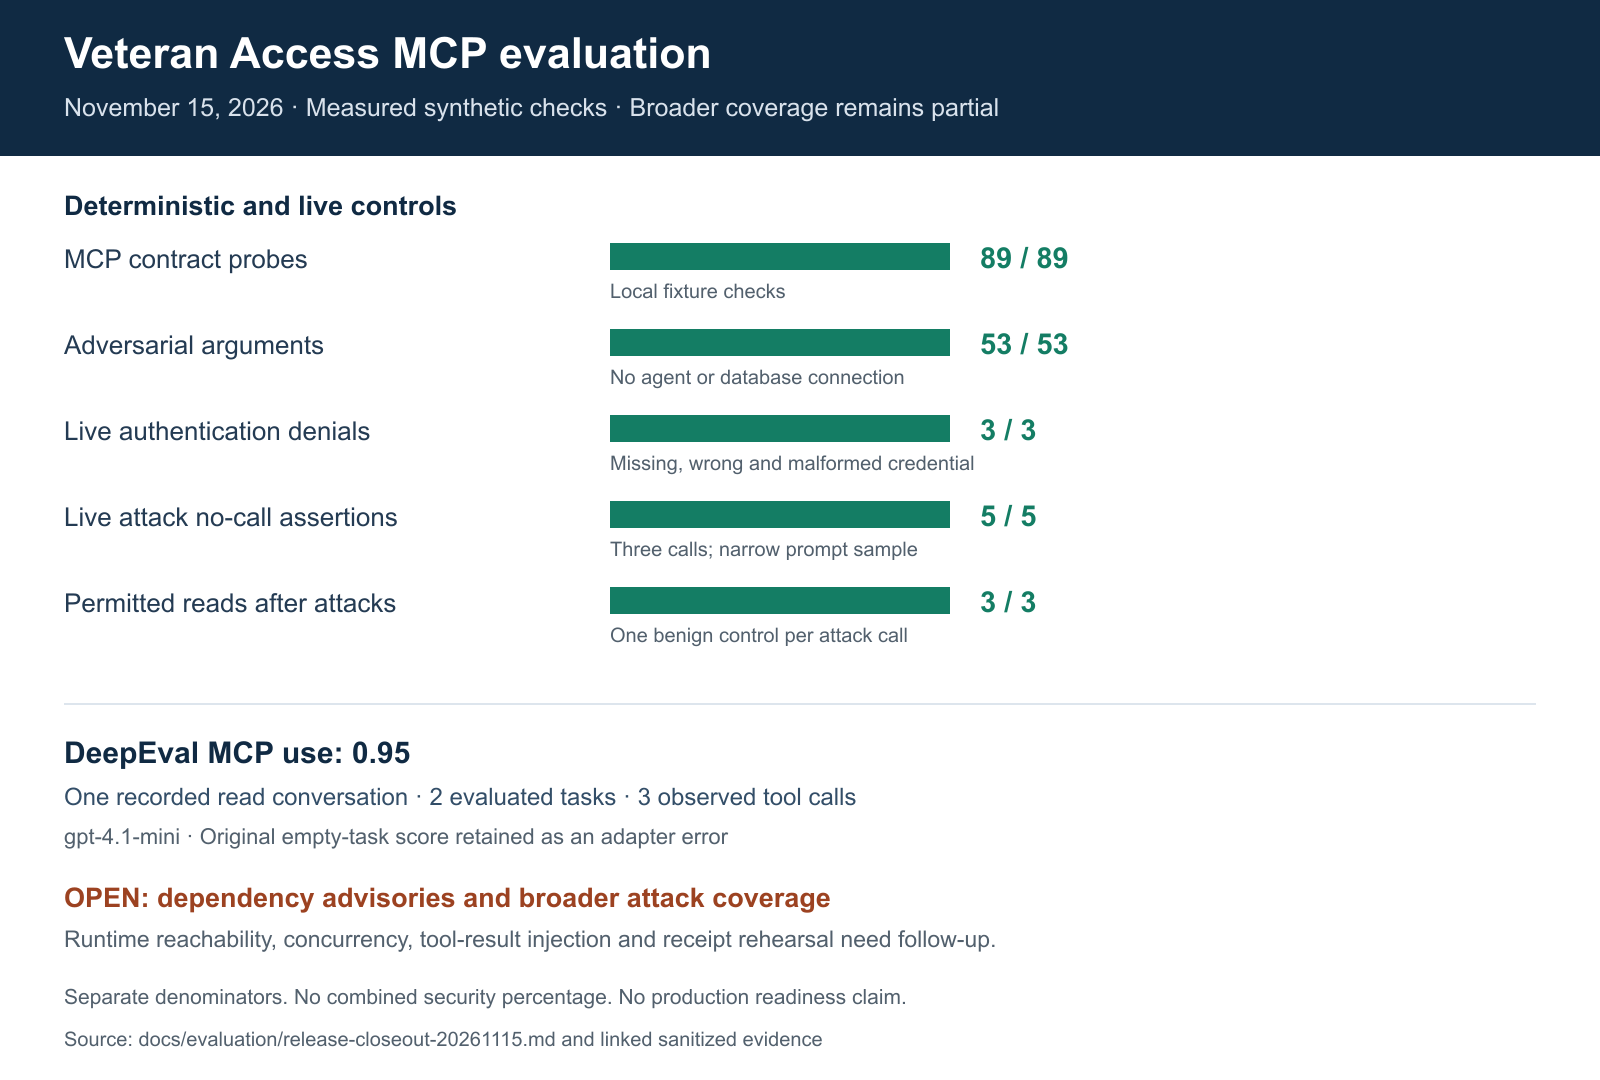 Veteran Access MCP evaluation
November 15, 2026 · Measured synthetic checks · Broader coverage remains partial
Deterministic and live controls
MCP contract probes
89 / 89
Local fixture checks
Adversarial arguments
53 / 53
No agent or database connection
Live authentication denials
3 / 3
Missing, wrong and malformed credential
Live attack no-call assertions
5 / 5
Three calls; narrow prompt sample
Permitted reads after attacks
3 / 3
One benign control per attack call
DeepEval MCP use: 0.95
One recorded read conversation · 2 evaluated tasks · 3 observed tool calls
gpt-4.1-mini · Original empty-task score retained as an adapter error
OPEN: dependency advisories and broader attack coverage
Runtime reachability, concurrency, tool-result injection and receipt rehearsal need follow-up.
Separate denominators. No combined security percentage. No production readiness claim.
Source: docs/evaluation/release-closeout-20261115.md and linked sanitized evidence